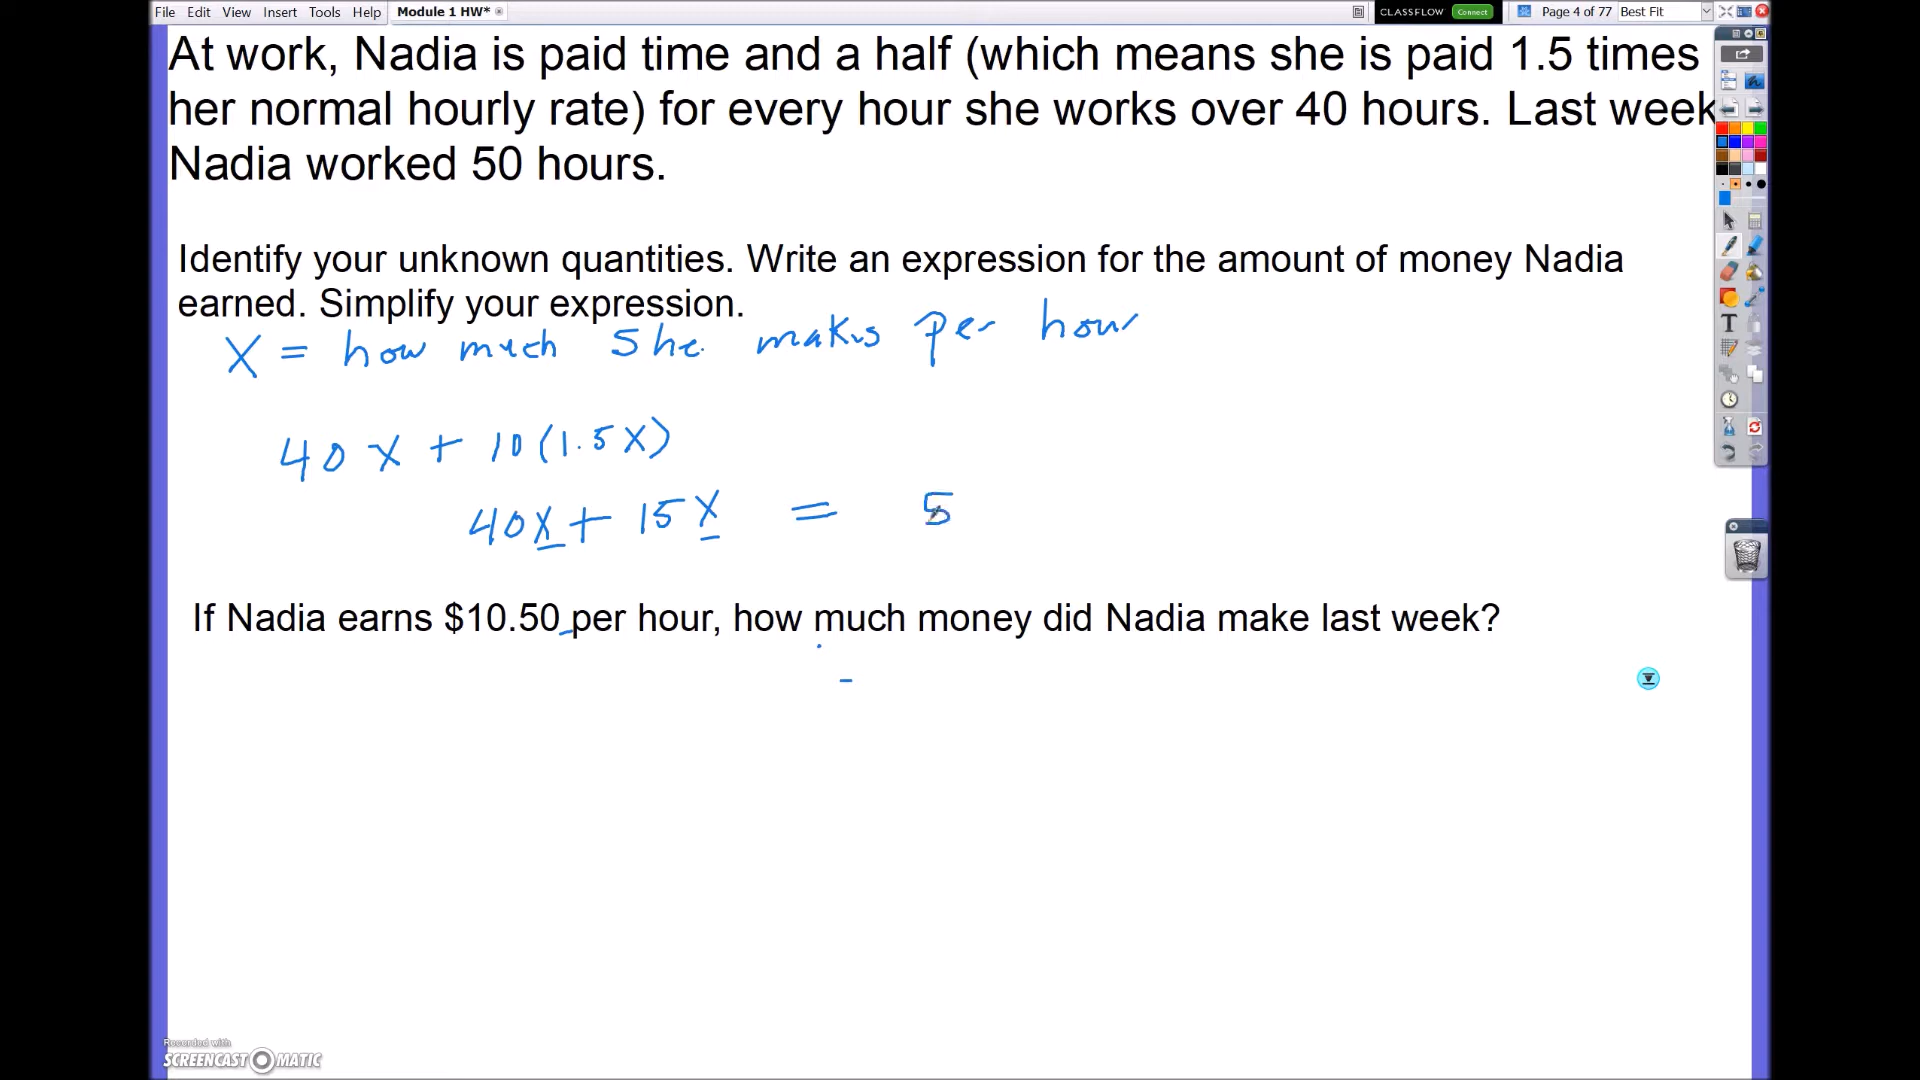 File Edit View Insert Tools Help Module 1 HW* CLASSFLOW Connect Page 4 of 77 Best Fit
At work, Nadia is paid time and a half (which means she is paid 1.5 times
her normal hourly rate) for every hour she works over 40 hours. Last week
Nadia worked 50 hours.
Identify your unknown quantities. Write an expression for the amount of money Nadia
earned. Simplify your expression.
X = how much She makes per hour
40x + 10(1.5x)
40x + 15x = 5
If Nadia earns $10.50 per hour, how much money did Nadia make last week?
T
Recorded with
SCREENCAST-O-MATIC